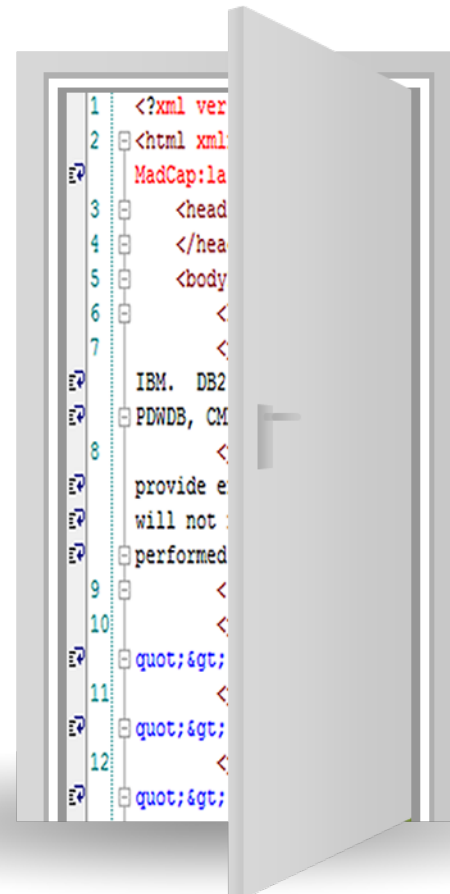 1 <?xml ver
2 <html xml
MadCap:la
3 <head
4 </hea
5 <body
6 <
7 <
IBM. DB2
PDWDB, CM
8 <
provide e
will not
performed
9 <
10 <
quot;&gt;
11 <
quot;&gt;
12 <
quot;&gt;